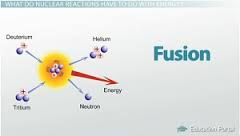 WHAT DO NUCLEAR REACTIONS HAVE TO DO WITH ENERGY?
Deuterium
Helium
Fusion
Energy
Tritium
Neutron
Education Portal